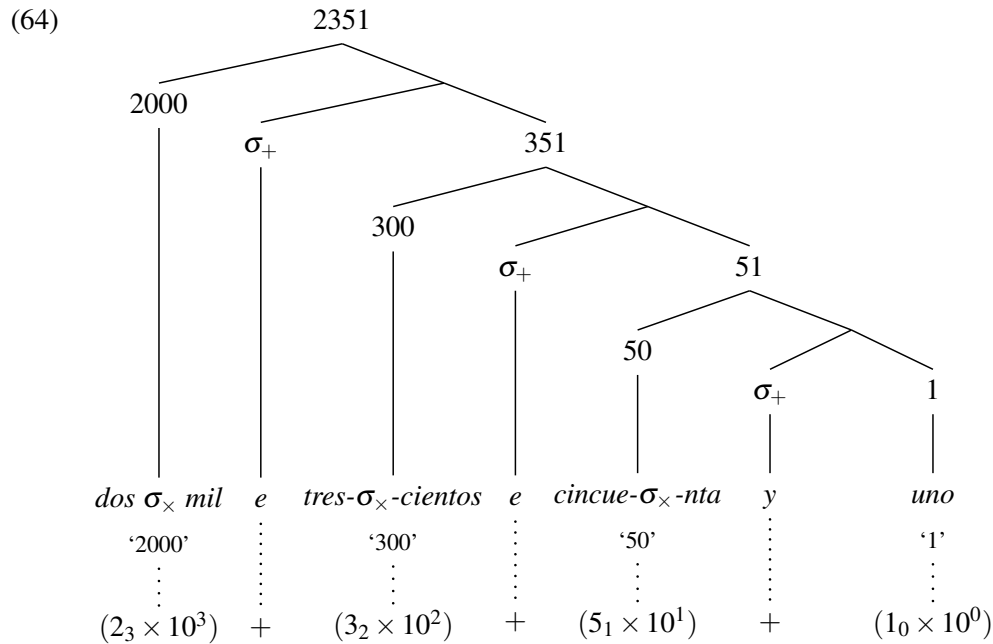 (64)
2351
2000
σ₊
351
300
σ₊
51
50
σ₊
1
dos σ× mil e tres-σ×-cientos e cincue-σ×-nta y uno
‘2000’ ‘300’ ‘50’ ‘1’
(2₃ × 10³) + (3₂ × 10²) + (5₁ × 10¹) + (1₀ × 10⁰)